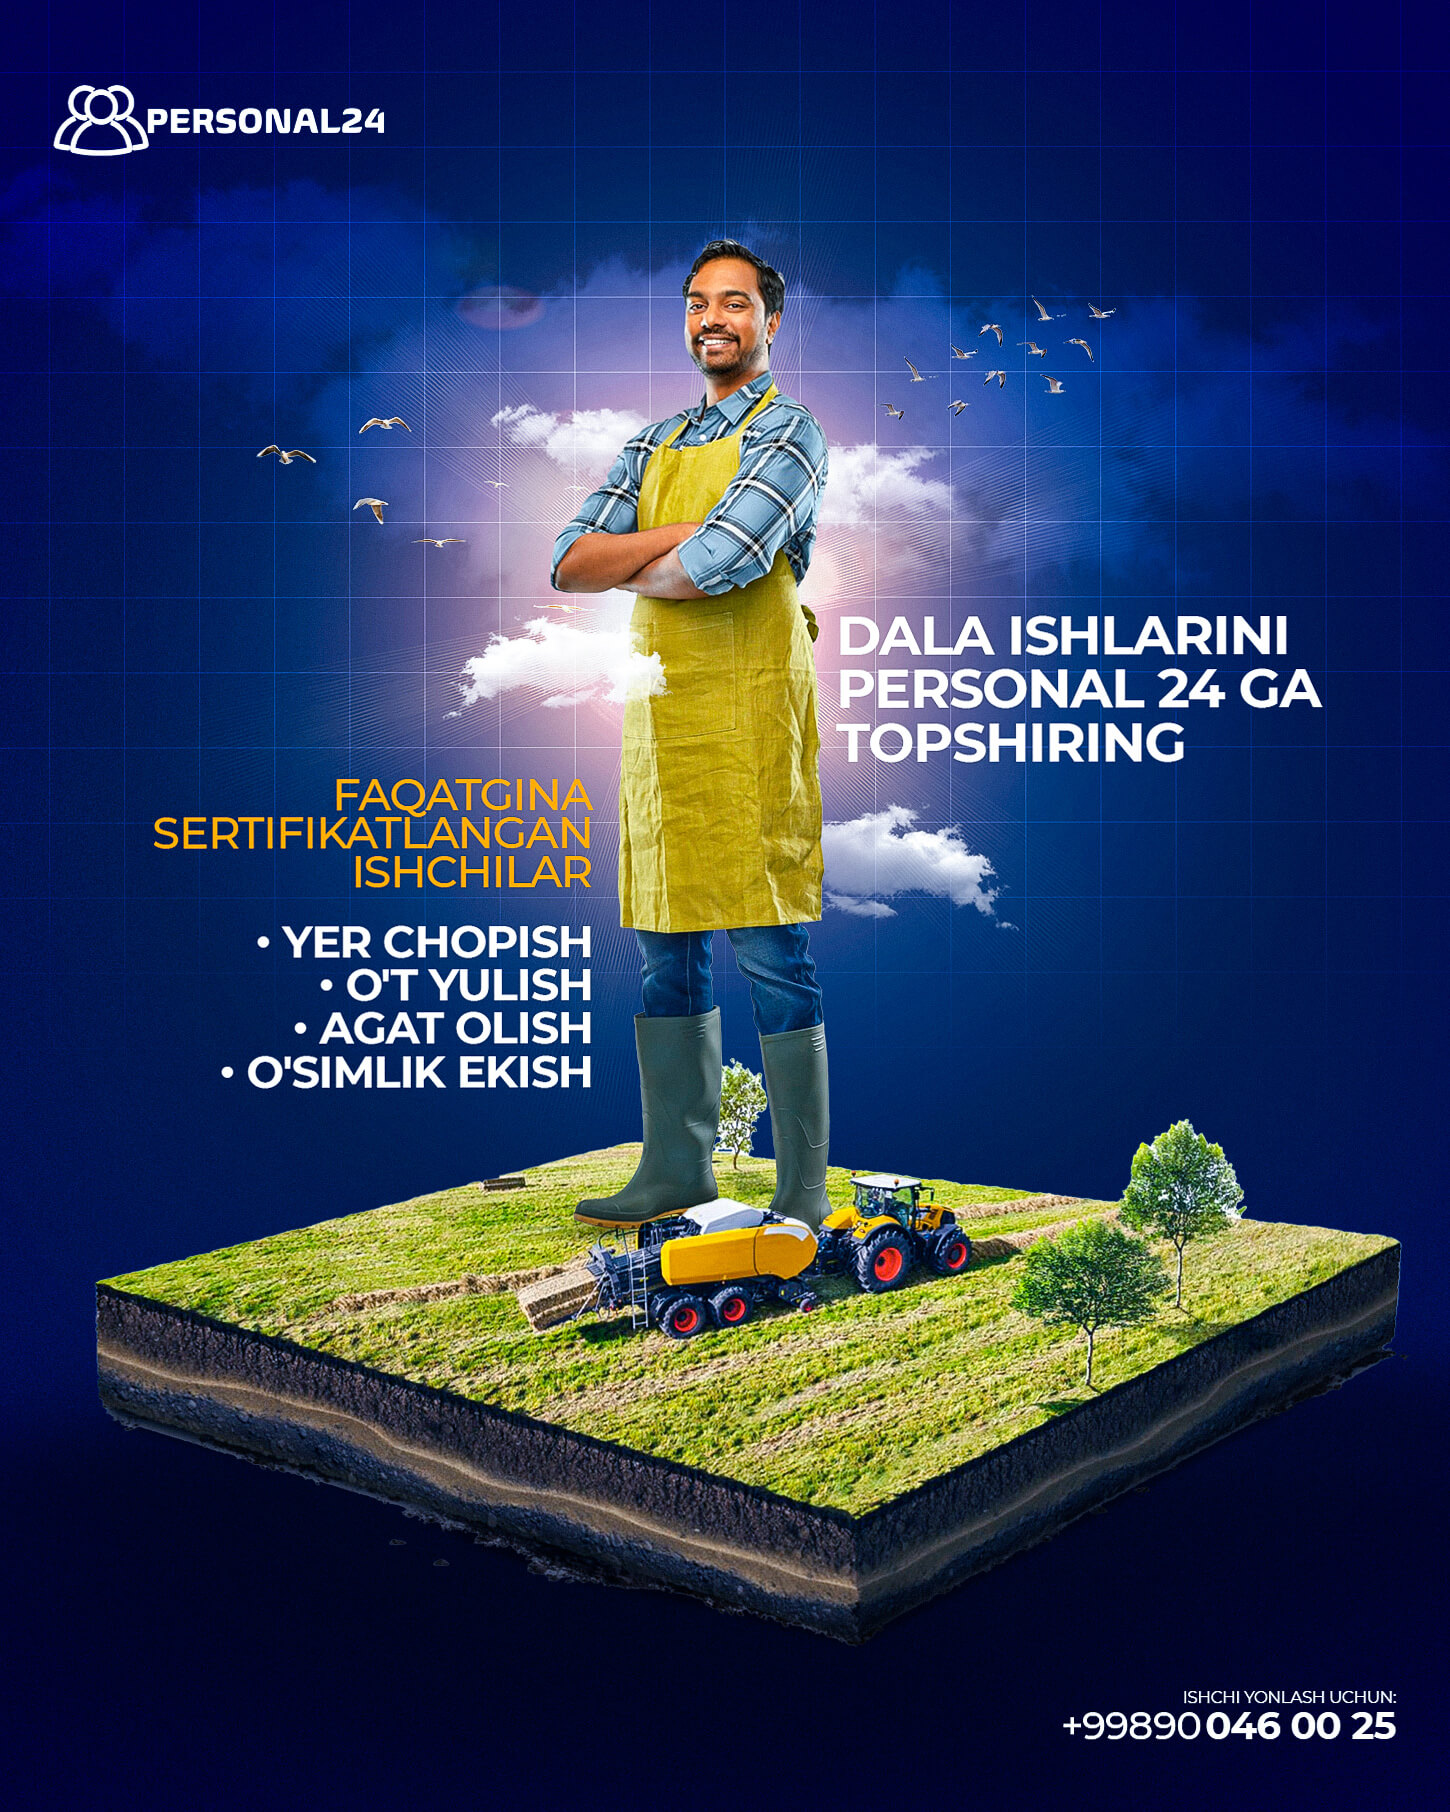 PERSONAL24
DALA ISHLARINI
PERSONAL 24 GA
TOPSHIRING
FAQATGINA
SERTIFIKATLANGAN
ISHCHILAR
• YER CHOPISH
• O'T YULISH
• AGAT OLISH
• O'SIMLIK EKISH
ISHCHI YONLASH UCHUN:
+99890 046 00 25